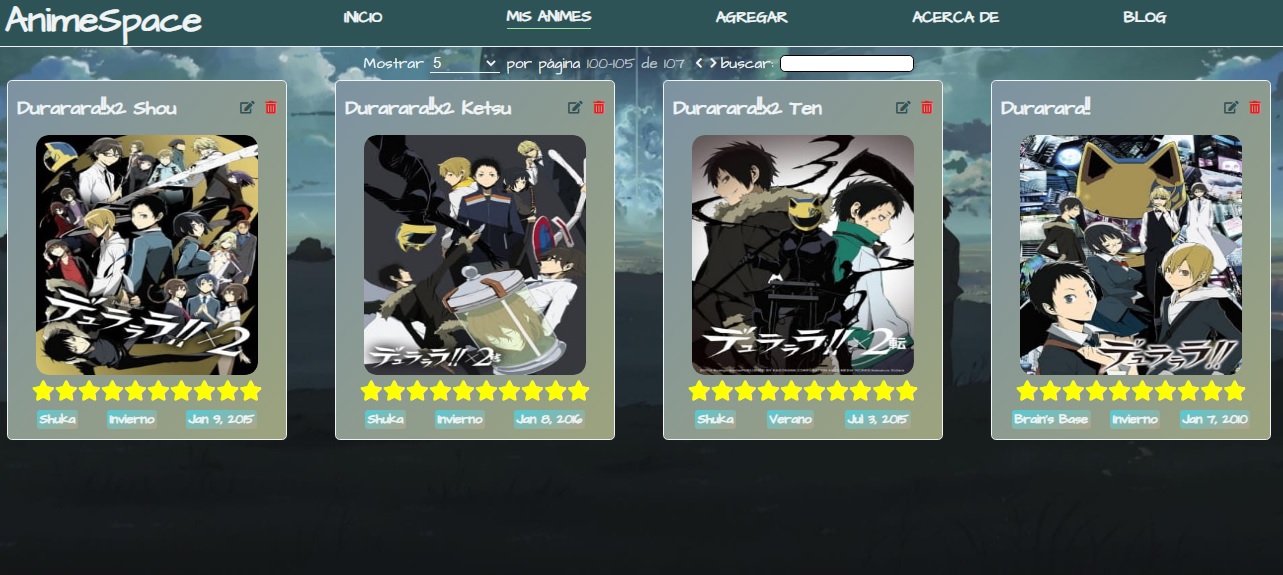 AnimeSpace INICIO MIS ANIMES AGREGAR ACERCA DE BLOG
Mostrar 5 por página 100-105 de 107 < > buscar:
Durarara!!x2 Shou
デュラララ!!×2
Shuka Invierno Jan 9, 2015
Durarara!!x2 Ketsu
デュラララ!!×2結
Shuka Invierno Jan 8, 2016
Durarara!!x2 Ten
デュラララ!!×2転
Shuka Verano Jul 3, 2015
Durarara!!
デュラララ!!
Brain's Base Invierno Jan 7, 2010